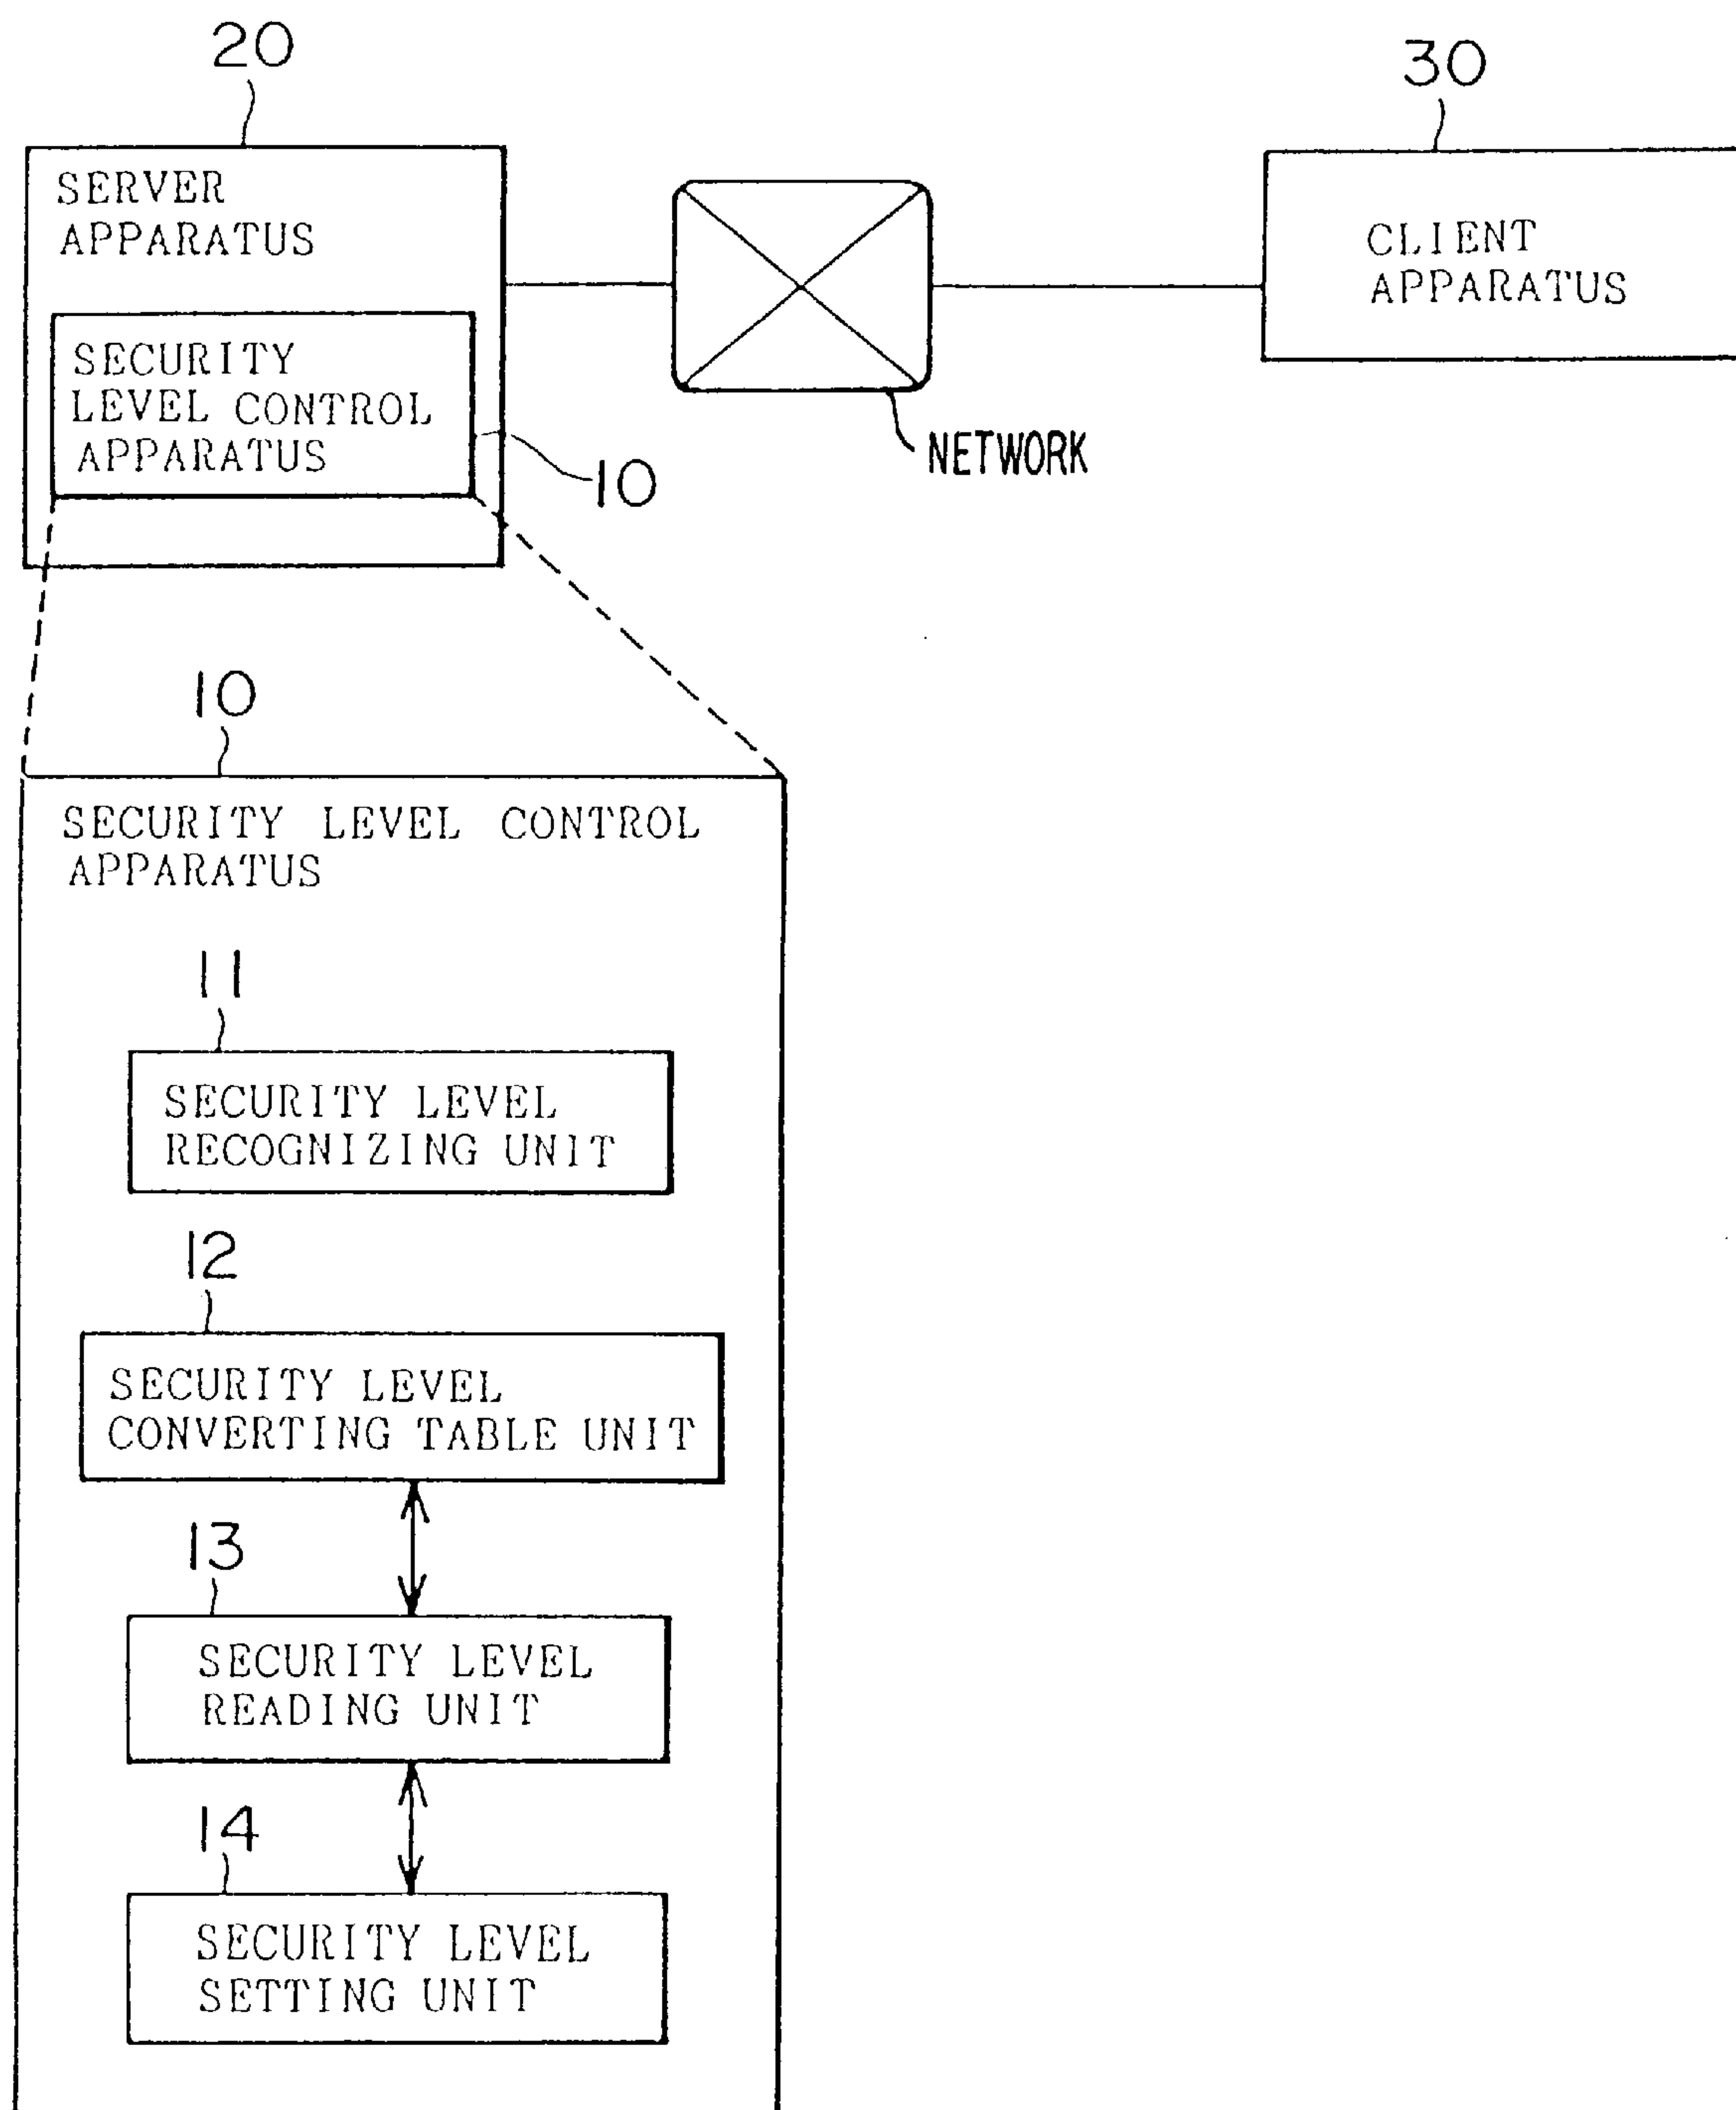 20
30
SERVER
APPARATUS
CLIENT
APPARATUS
SECURITY
LEVEL CONTROL
APPARATUS
10
NETWORK
10
SECURITY LEVEL CONTROL
APPARATUS
11
SECURITY LEVEL
RECOGNIZING UNIT
12
SECURITY LEVEL
CONVERTING TABLE UNIT
13
SECURITY LEVEL
READING UNIT
14
SECURITY LEVEL
SETTING UNIT